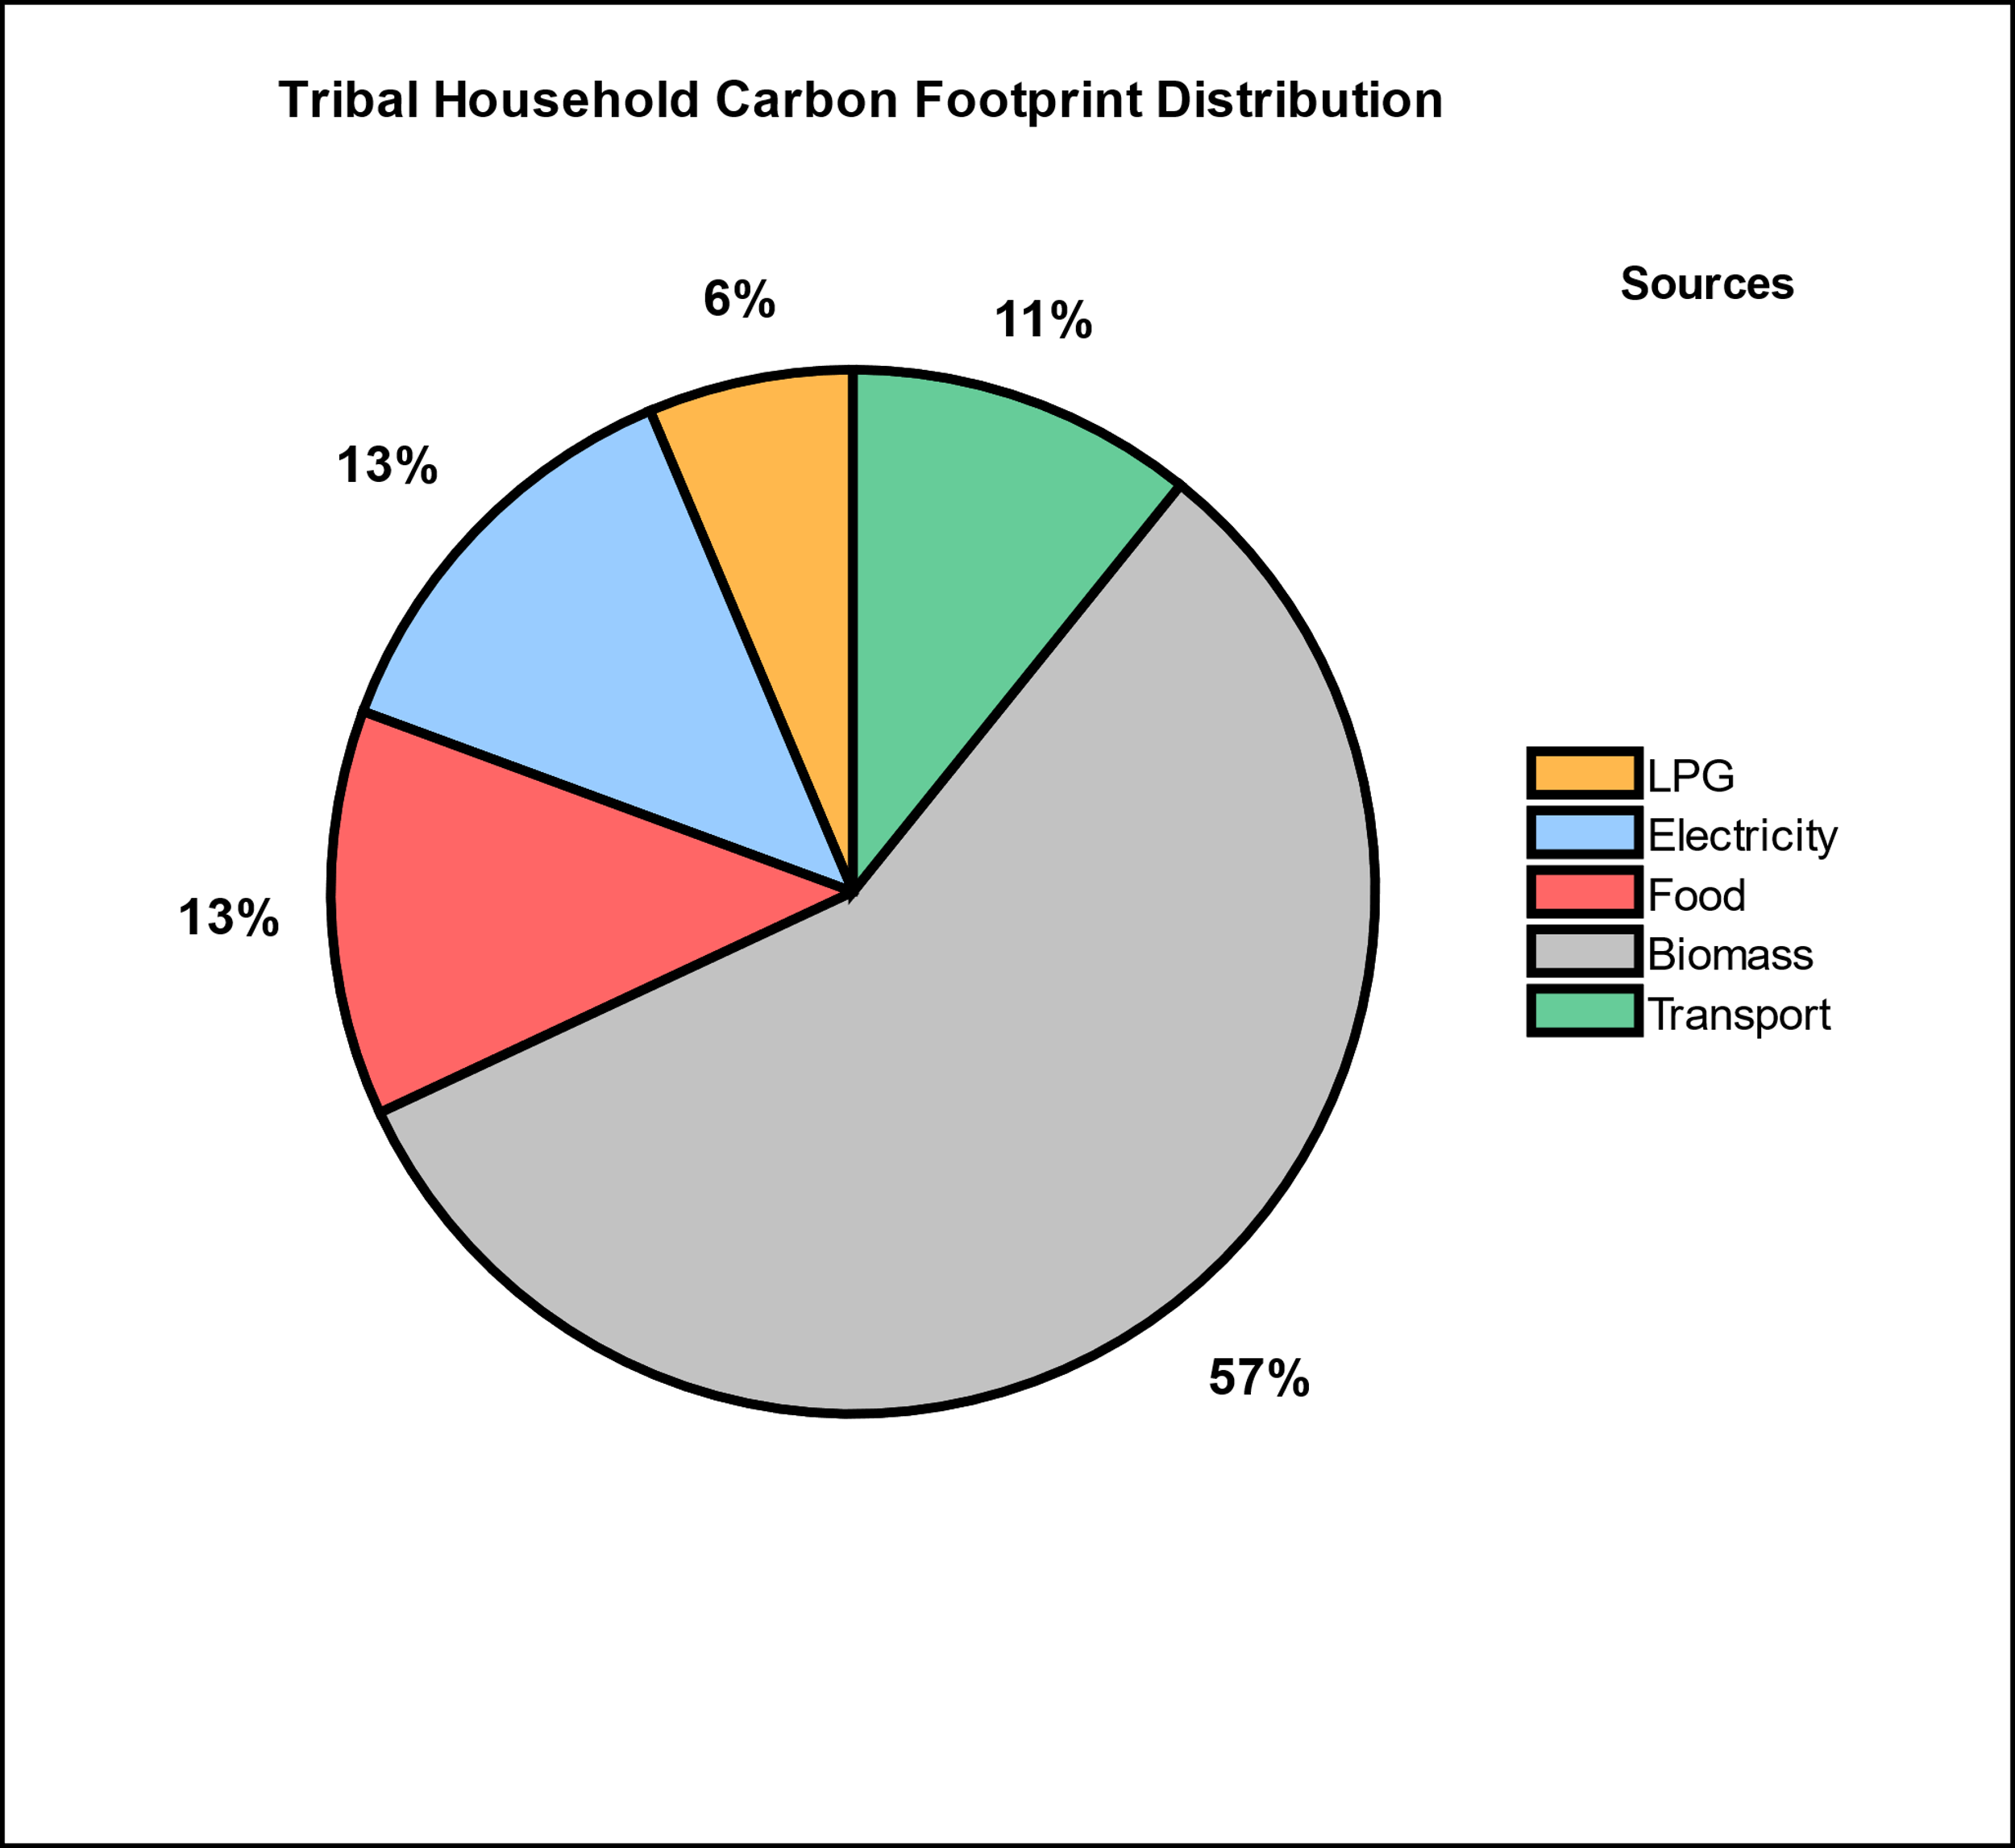 Tribal Household Carbon Footprint Distribution
Sources
6%
11%
13%
13%
57%
LPG
Electricity
Food
Biomass
Transport